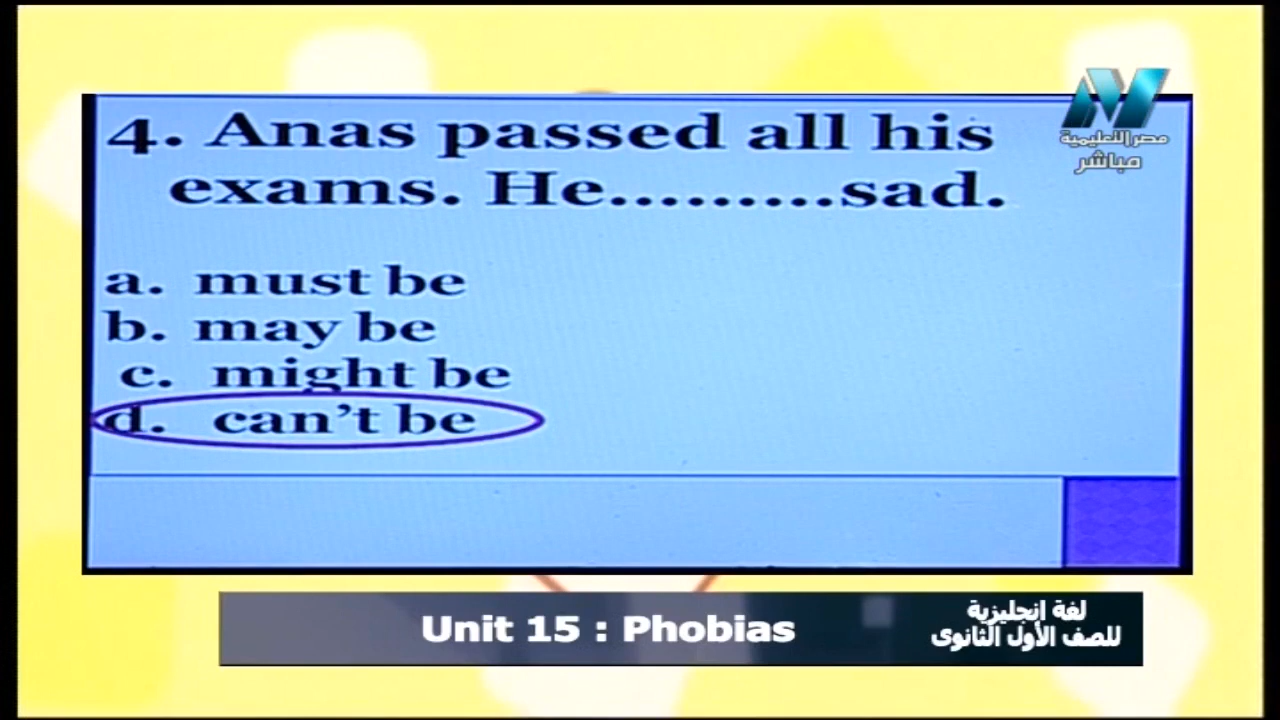 4. Anas passed all his
exams. He.........sad.
a. must be
b. may be
c. might be
d. can't be
مصر التعليمية
مباشر
Unit 15 : Phobias
لغة إنجليزية
للصف الأول الثانوى